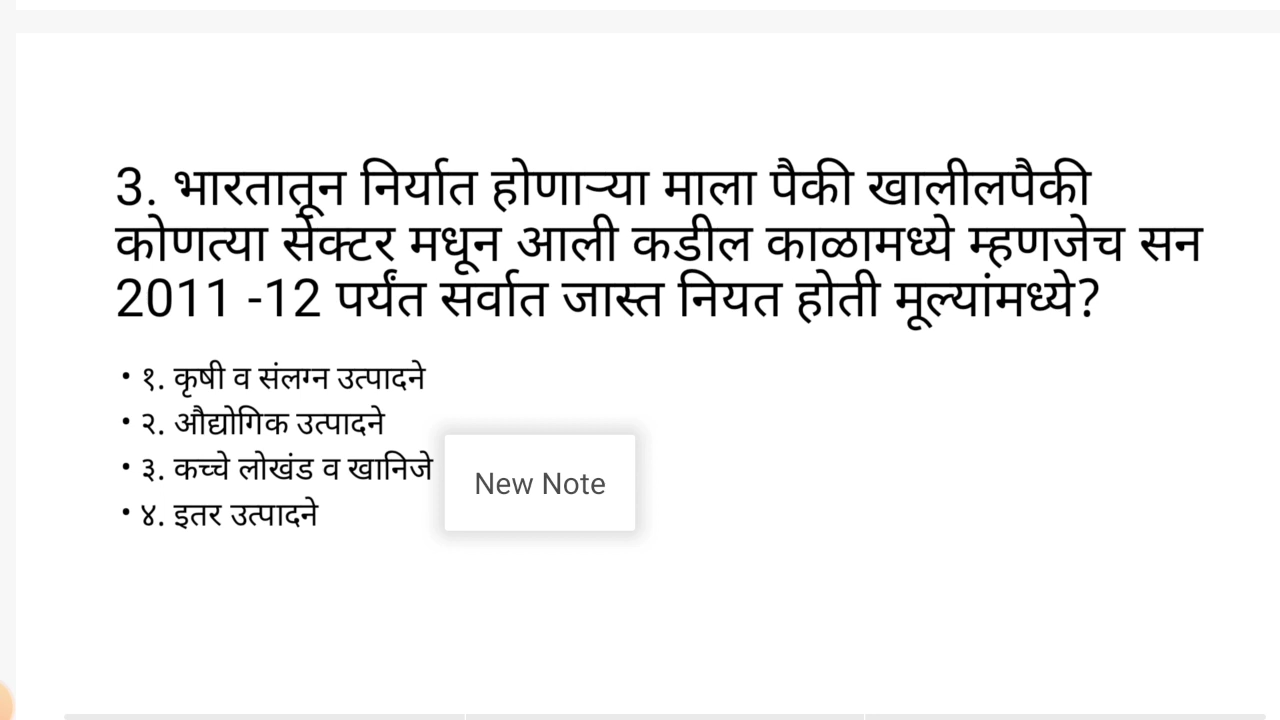 3. भारतातून निर्यात होणाऱ्या माला पैकी खालीलपैकी
कोणत्या सेक्टर मधून आली कडील काळामध्ये म्हणजेच सन
2011 -12 पर्यंत सर्वात जास्त नियत होती मूल्यांमध्ये?
• १. कृषी व संलग्न उत्पादने
• २. औद्योगिक उत्पादने
• ३. कच्चे लोखंड व खानिजे
New Note
• ४. इतर उत्पादने